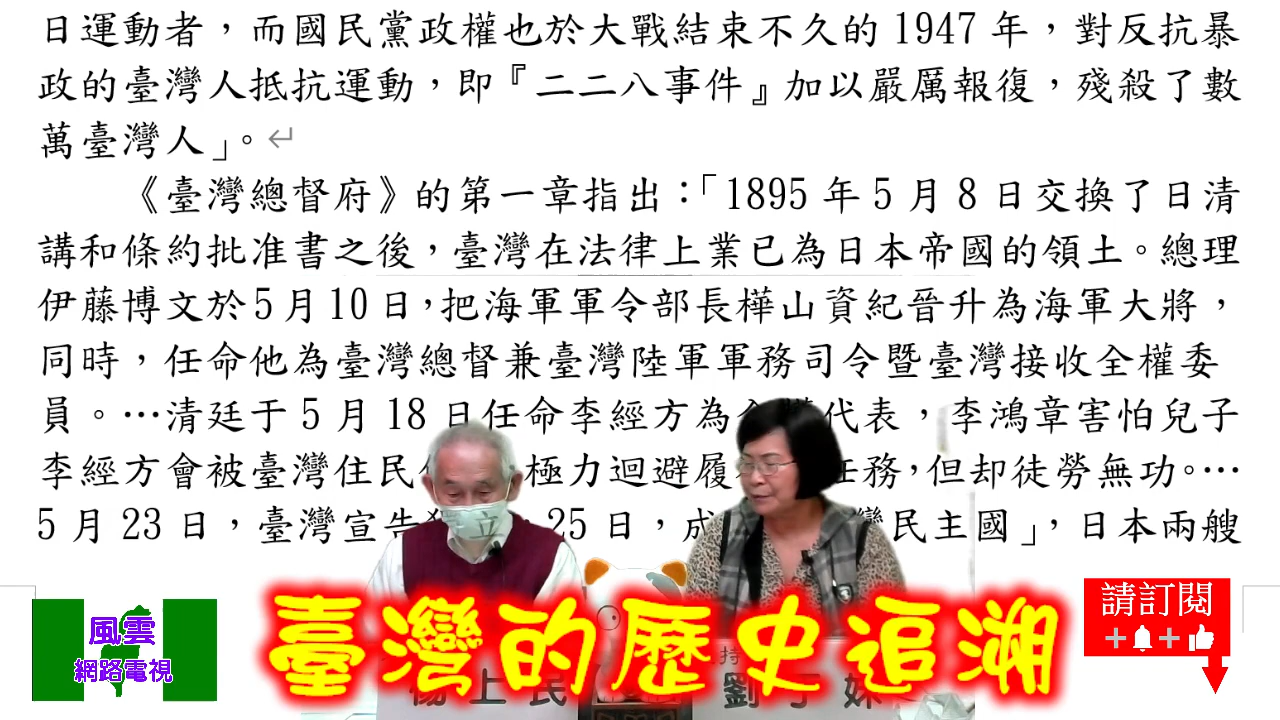 日運動者，而國民黨政權也於大戰結束不久的 1947 年，對反抗暴
政的臺灣人抵抗運動，即『二二八事件』加以嚴厲報復，殘殺了數
萬臺灣人」。↵
《臺灣總督府》的第一章指出：「1895 年 5 月 8 日交換了日清
講和條約批准書之後，臺灣在法律上業已為日本帝國的領土。總理
伊藤博文於 5 月 10 日，把海軍軍令部長樺山資紀晉升為海軍大將，
同時，任命他為臺灣總督兼臺灣陸軍軍務司令暨臺灣接收全權委
員。…清廷于 5 月 18 日任命李經方為 代表，李鴻章害怕兒子
李經方會被臺灣住民 極力迴避履 任務，但却徒勞無功。…
5 月 23 日，臺灣宣告 25 日，成 灣民主國」，日本兩艘
立
臺灣的歷史追溯
風雲
網路電視
請訂閱
+ +
上民
持
劉